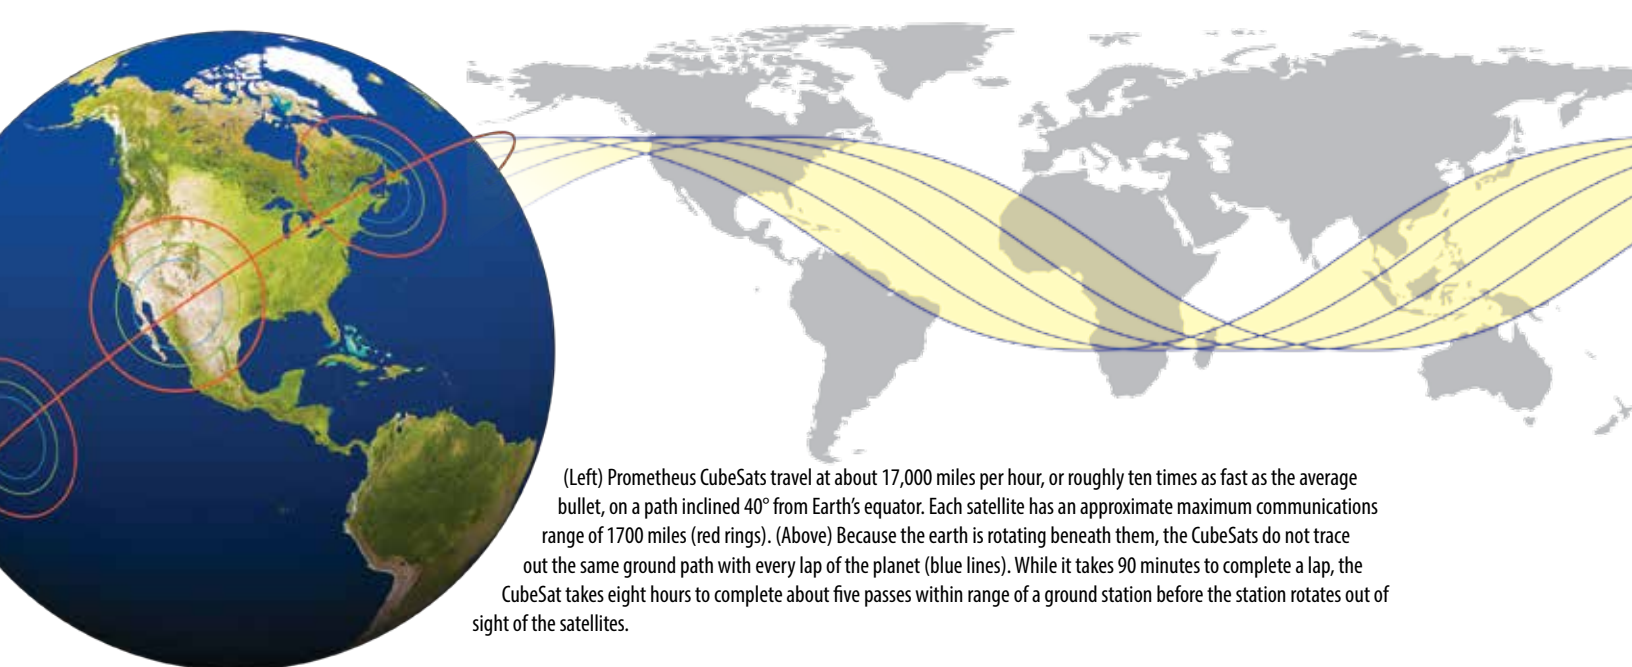 (Left) Prometheus CubeSats travel at about 17,000 miles per hour, or roughly ten times as fast as the average
bullet, on a path inclined 40° from Earth’s equator. Each satellite has an approximate maximum communications
range of 1700 miles (red rings). (Above) Because the earth is rotating beneath them, the CubeSats do not trace
out the same ground path with every lap of the planet (blue lines). While it takes 90 minutes to complete a lap, the
CubeSat takes eight hours to complete about five passes within range of a ground station before the station rotates out of
sight of the satellites.